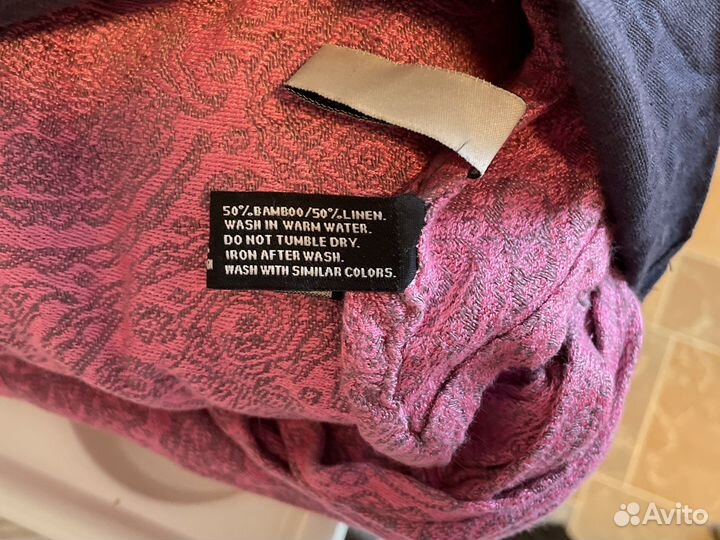 50%BAMBOO/50%LINEN.
WASH IN WARM WATER.
DO NOT TUMBLE DRY.
IRON AFTER WASH.
WASH WITH SIMILAR COLORS.
M
Avito